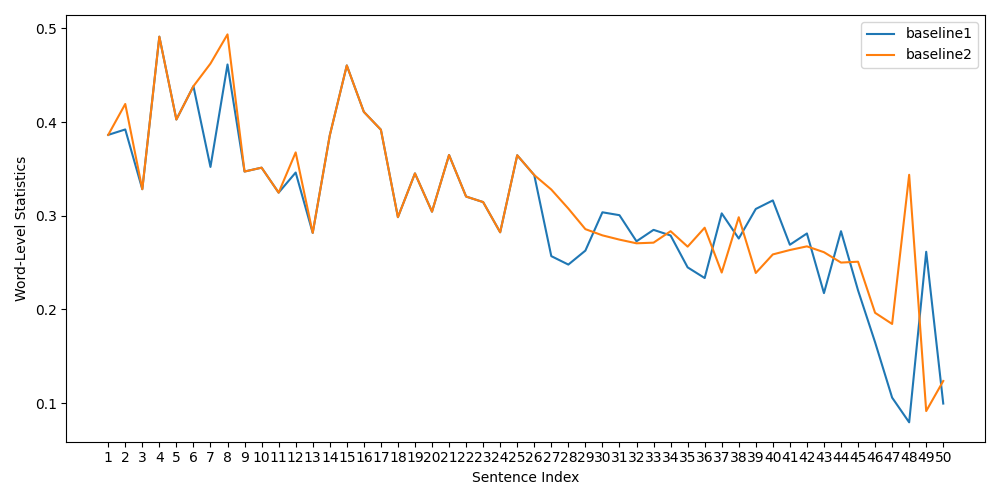 baseline1
baseline2
Word-Level Statistics
0.5
0.4
0.3
0.2
0.1
1 2 3 4 5 6 7 8 9 10 11 12 13 14 15 16 17 18 19 20 21 22 23 24 25 26 27 28 29 30 31 32 33 34 35 36 37 38 39 40 41 42 43 44 45 46 47 48 49 50
Sentence Index